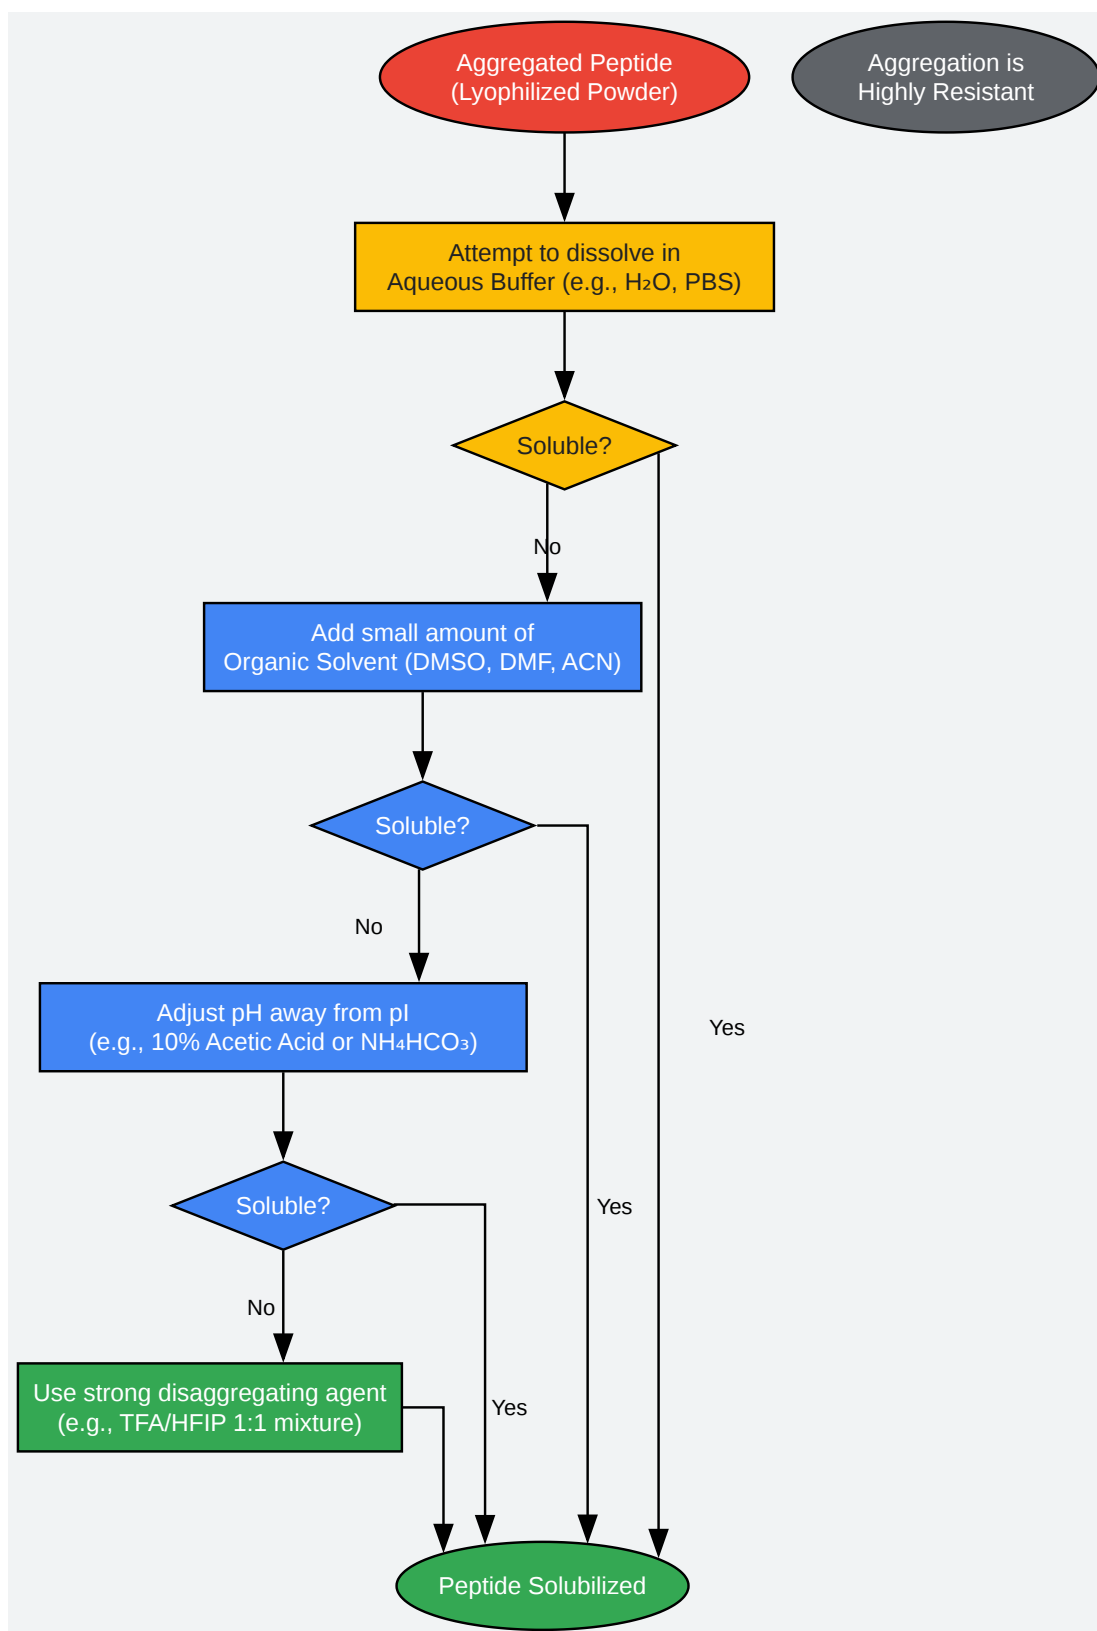 Aggregated Peptide
(Lyophilized Powder)
Aggregation is
Highly Resistant
Attempt to dissolve in
Aqueous Buffer (e.g., H₂O, PBS)
Soluble?
No
Add small amount of
Organic Solvent (DMSO, DMF, ACN)
Soluble?
No
Adjust pH away from pI
(e.g., 10% Acetic Acid or NH₄HCO₃)
Yes
Soluble?
Yes
No
Use strong disaggregating agent
(e.g., TFA/HFIP 1:1 mixture)
Yes
Peptide Solubilized